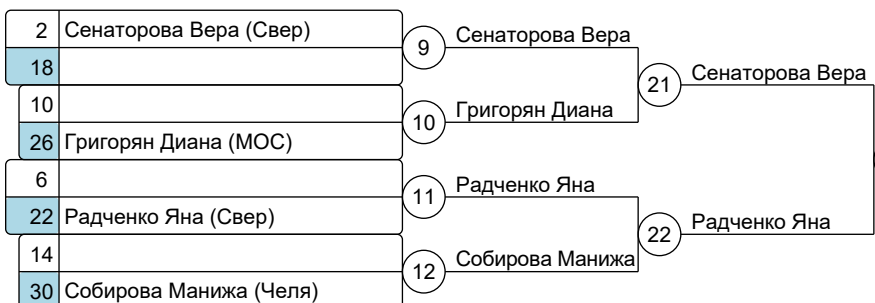 2 Сенаторова Вера (Свер)
18
9 Сенаторова Вера
10
26 Григорян Диана (МОС)
10 Григорян Диана
21 Сенаторова Вера
6
22 Радченко Яна (Свер)
11 Радченко Яна
14
30 Собирова Манижа (Челя)
12 Собирова Манижа
22 Радченко Яна